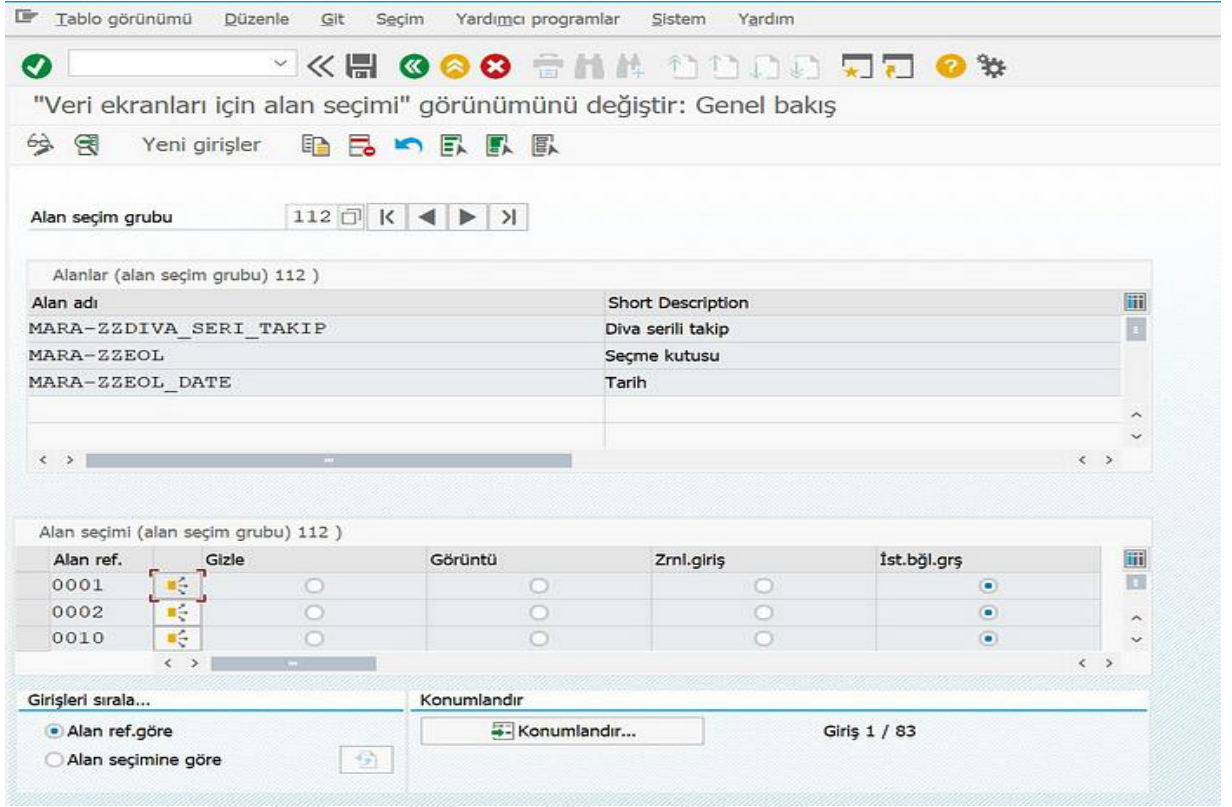 Tablo görünümü Düzenle Git Seçim Yardımcı programlar Sistem Yardım
"Veri ekranları için alan seçimi" görünümünü değiştir: Genel bakış
Yeni girişler
Alan seçim grubu 112
Alanlar (alan seçim grubu) 112 )
Alan adı Short Description
MARA-ZZDIVA_SERI_TAKIP Diva serili takip
MARA-ZZEOL Seçme kutusu
MARA-ZZEOL_DATE Tarih
Alan seçimi (alan seçim grubu) 112 )
Alan ref. Gizle Görüntü Zrnl.giriş İst.bğl.grş
0001
0002
0010
Girişleri sırala... Konumlandır
Alan ref.göre Konumlandır... Giriş 1 / 83
Alan seçimine göre